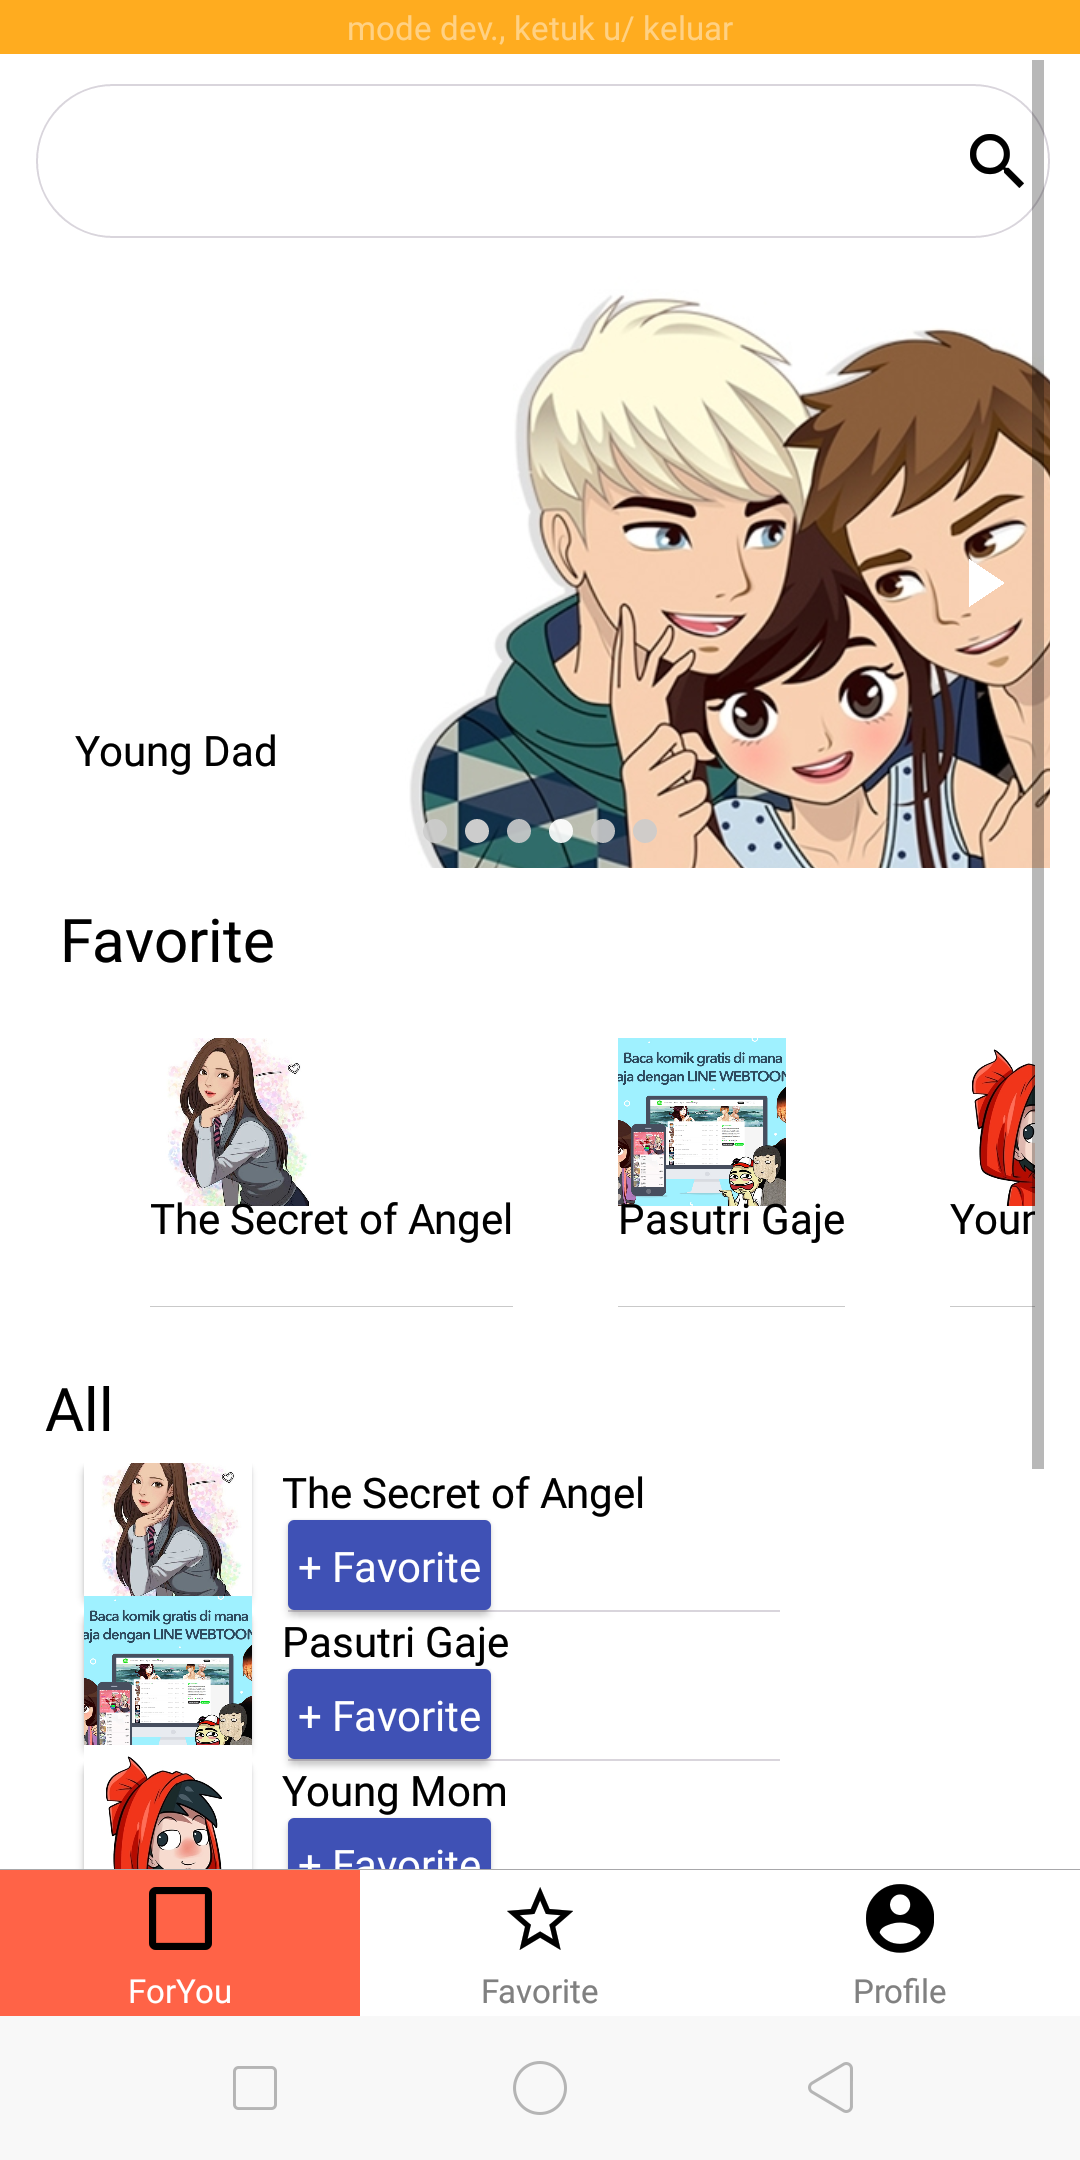 mode dev., ketuk u/ keluar
Young Dad
Favorite
Baca komik gratis di mana
aja dengan LINE WEBTOON
The Secret of Angel
Pasutri Gaje
Your
All
The Secret of Angel
+ Favorite
Baca komik gratis di mana
aja dengan LINE WEBTOON
Pasutri Gaje
+ Favorite
Young Mom
+ Favorite
ForYou
Favorite
Profile